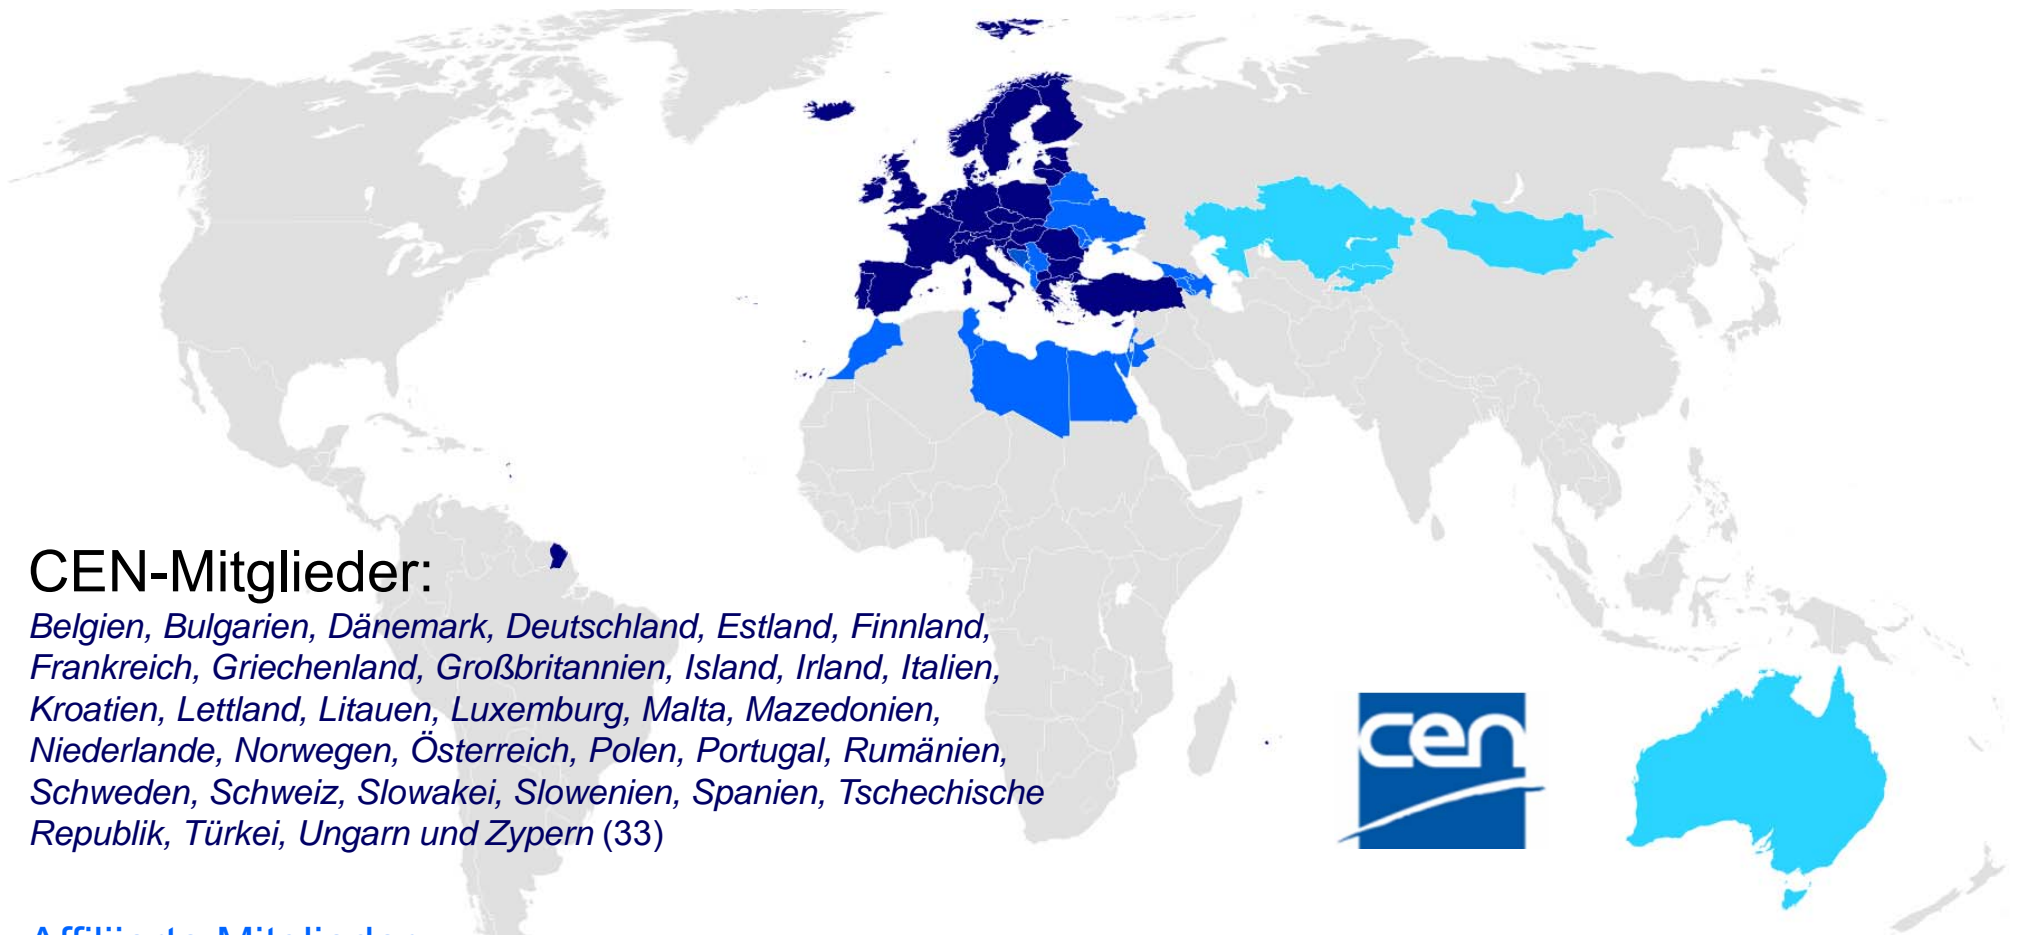 CEN-Mitglieder:
Belgien, Bulgarien, Dänemark, Deutschland, Estland, Finnland,
Frankreich, Griechenland, Großbritannien, Island, Irland, Italien,
Kroatien, Lettland, Litauen, Luxemburg, Malta, Mazedonien,
Niederlande, Norwegen, Österreich, Polen, Portugal, Rumänien,
Schweden, Schweiz, Slowakei, Slowenien, Spanien, Tschechische
Republik, Türkei, Ungarn und Zypern (33)
cen
Affiliierte Mitglieder